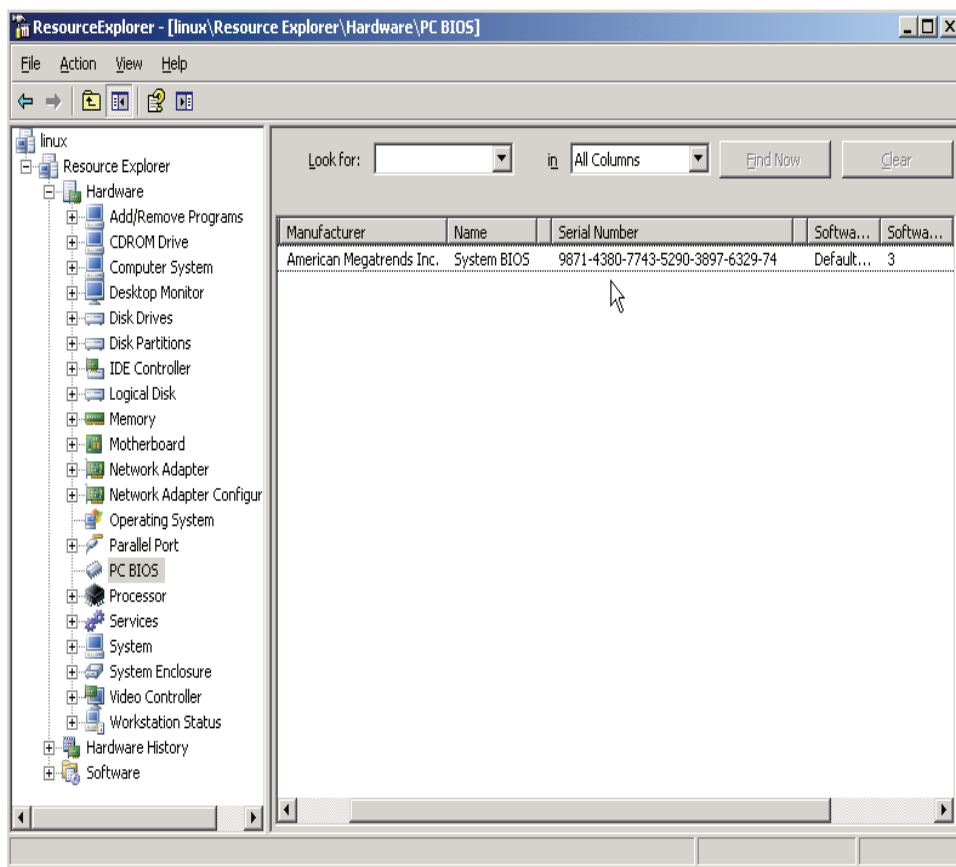 ResourceExplorer - [linux\Resource Explorer\Hardware\PC BIOS]
File Action View Help
Look for: in All Columns Find Now Clear
linux
Resource Explorer
Hardware
Add/Remove Programs
CDROM Drive
Computer System
Desktop Monitor
Disk Drives
Disk Partitions
IDE Controller
Logical Disk
Memory
Motherboard
Network Adapter
Network Adapter Configur
Operating System
Parallel Port
PC BIOS
Processor
Services
System
System Enclosure
Video Controller
Workstation Status
Hardware History
Software
Manufacturer Name Serial Number Softwa... Softwa...
American Megatrends Inc. System BIOS 9871-4380-7743-5290-3897-6329-74 Default... 3